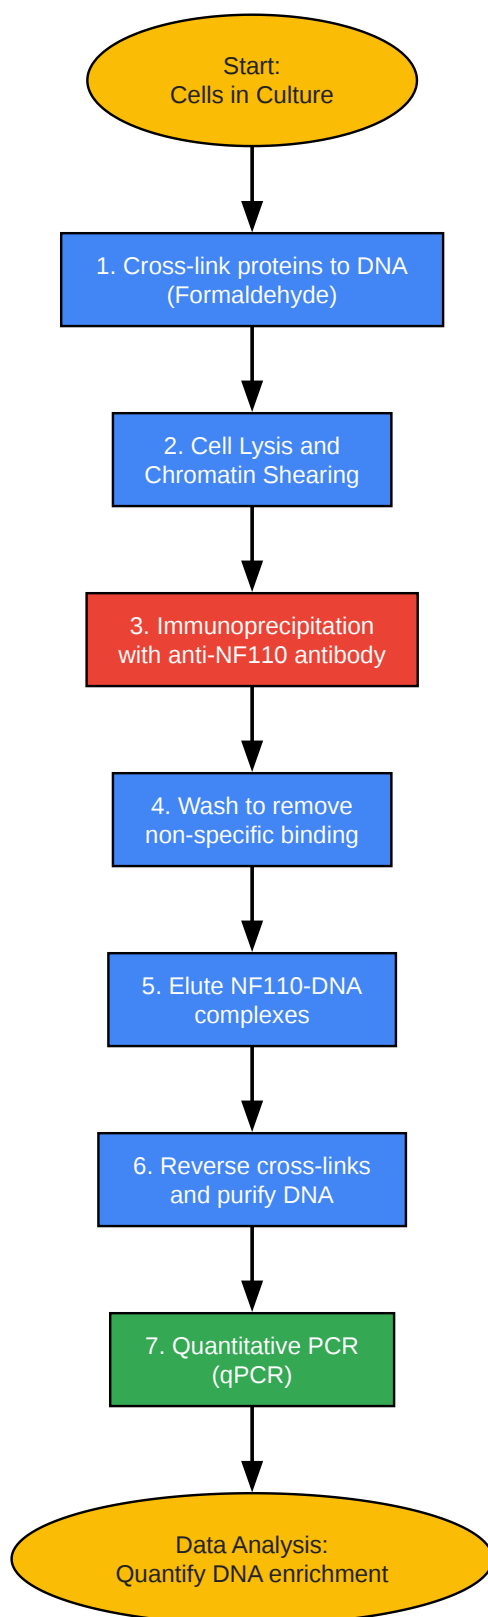 Start:
Cells in Culture
1. Cross-link proteins to DNA
(Formaldehyde)
2. Cell Lysis and
Chromatin Shearing
3. Immunoprecipitation
with anti-NF110 antibody
4. Wash to remove
non-specific binding
5. Elute NF110-DNA
complexes
6. Reverse cross-links
and purify DNA
7. Quantitative PCR
(qPCR)
Data Analysis:
Quantify DNA enrichment